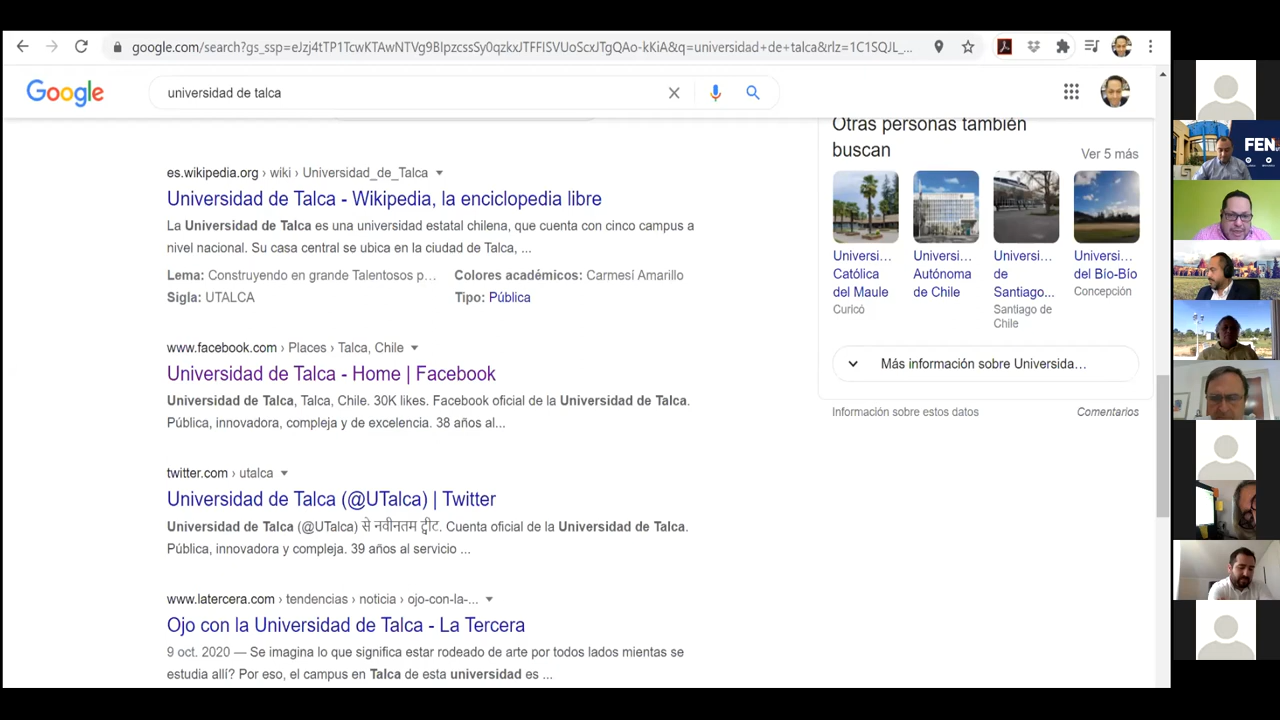 google.com/search?gs_ssp=eJzj4tTP1TcwKTAwNTVg9BIpzcssSy0qzkxJTFFISVUoScxJTgQAo-kKiA&q=universidad+de+talca&rlz=1C1SQJL_...
Google
universidad de talca
es.wikipedia.org › wiki › Universidad_de_Talca
Universidad de Talca - Wikipedia, la enciclopedia libre
La Universidad de Talca es una universidad estatal chilena, que cuenta con cinco campus a
nivel nacional. Su casa central se ubica en la ciudad de Talca, ...
Lema: Construyendo en grande Talentosos p… Colores académicos: Carmesí Amarillo
Sigla: UTALCA Tipo: Pública
www.facebook.com › Places › Talca, Chile
Universidad de Talca - Home | Facebook
Universidad de Talca, Talca, Chile. 30K likes. Facebook oficial de la Universidad de Talca.
Pública, innovadora, compleja y de excelencia. 38 años al...
twitter.com › utalca
Universidad de Talca (@UTalca) | Twitter
Universidad de Talca (@UTalca) से नवीनतम ट्वीट. Cuenta oficial de la Universidad de Talca.
Pública, innovadora y compleja. 39 años al servicio ...
www.latercera.com › tendencias › noticia › ojo-con-la-...
Ojo con la Universidad de Talca - La Tercera
9 oct. 2020 — Se imagina lo que significa estar rodeado de arte por todos lados mientras se
estudia allí? Por eso, el campus en Talca de esta universidad es ...
Otras personas también
buscan
Ver 5 más
Universi…
Católica
del Maule
Curicó
Universi…
Autónoma
de Chile
Universi…
de
Santiago...
Santiago de
Chile
Universi…
del Bío-Bío
Concepción
Más información sobre Universida…
Información sobre estos datos
Comentarios
FEN